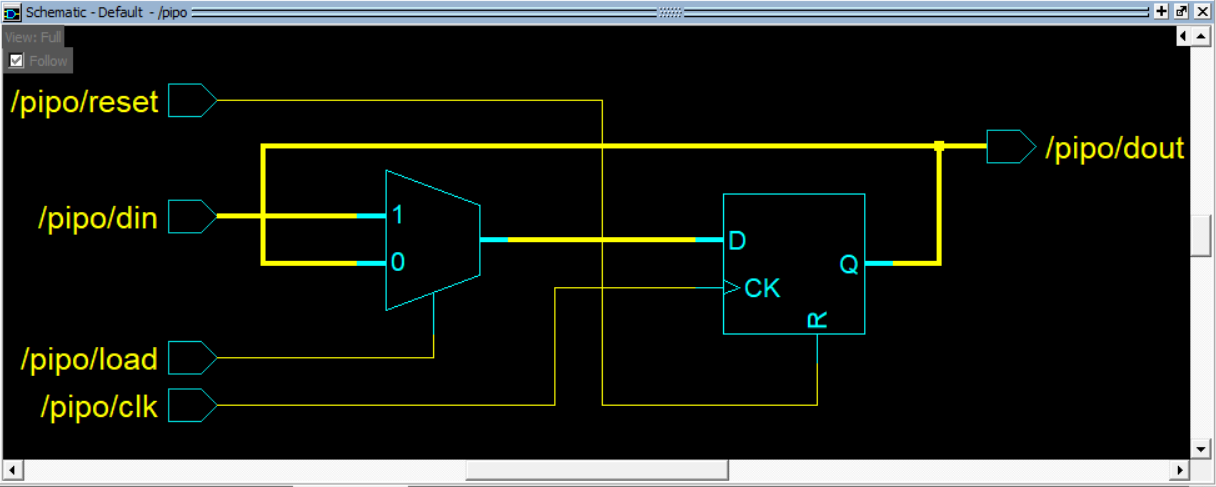 Schematic - Default - /pipo
View: Full
Follow
/pipo/reset
/pipo/dout
/pipo/din
1
D
0
Q
CK
R
/pipo/load
/pipo/clk